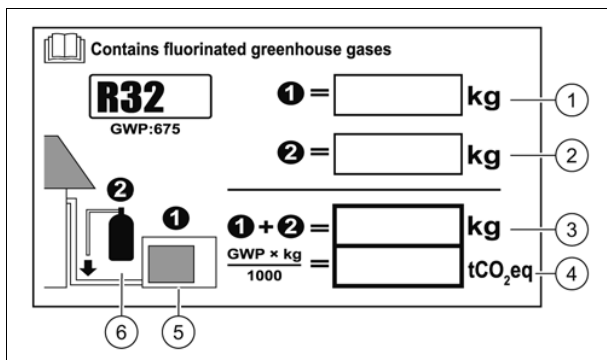 Contains fluorinated greenhouse gases
R32
GWP:675
❶ = kg ①
❷ = kg ②
❷
❶
❶+❷ = kg ③
GWP × kg
1000
= tCO₂eq ④
⑥ ⑤